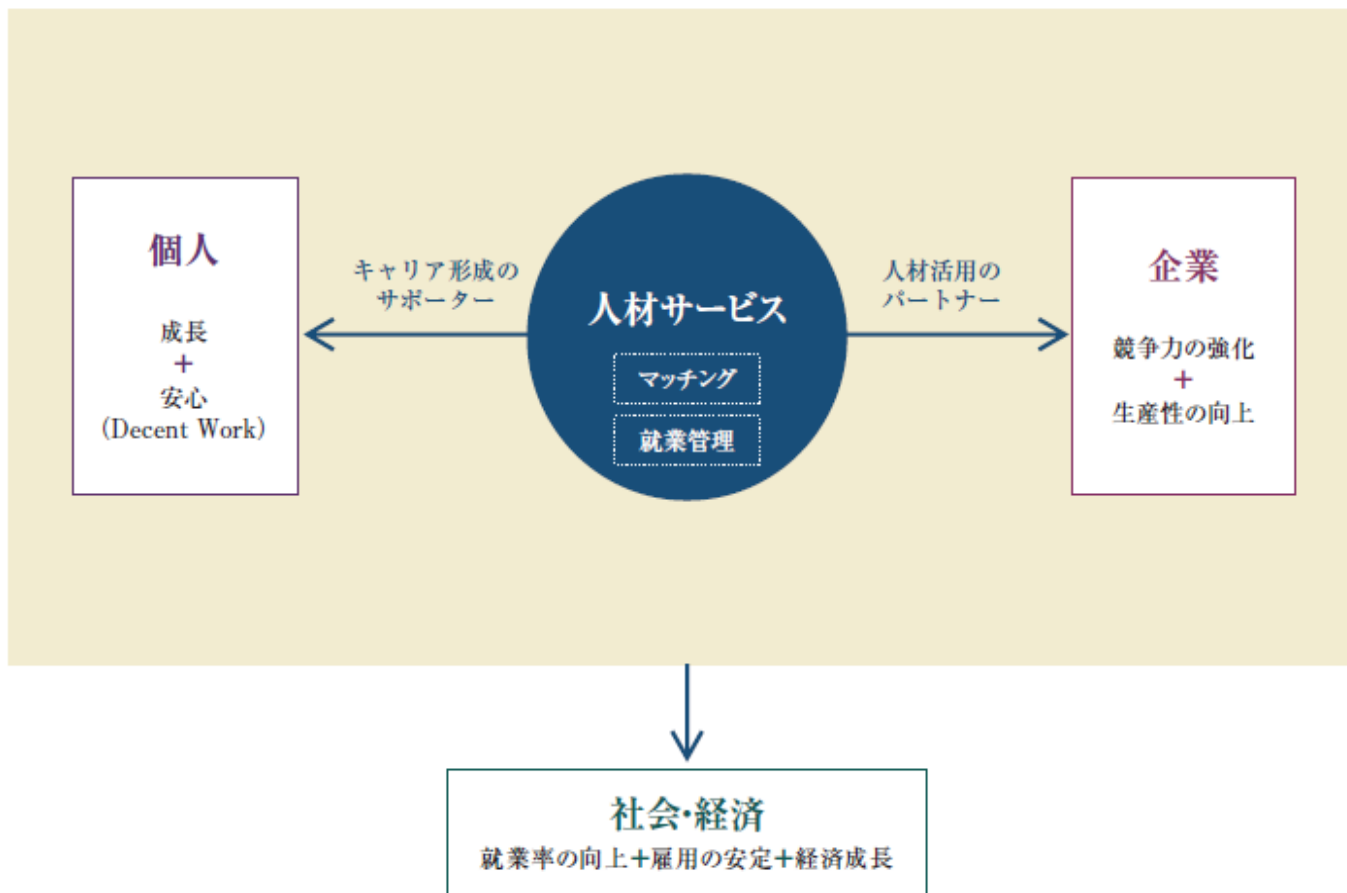 個人
成長
+
安心
(Decent Work)
キャリア形成の
サポーター
人材サービス
マッチング
就業管理
人材活用の
パートナー
企業
競争力の強化
+
生産性の向上
社会・経済
就業率の向上+雇用の安定+経済成長